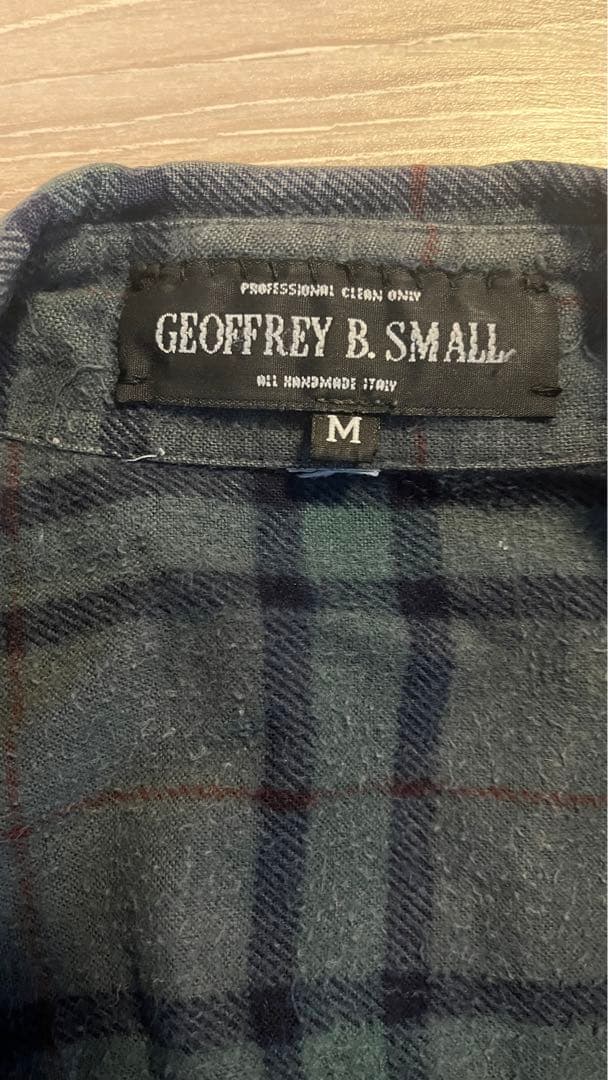 PROFESSIONAL CLEAN ONLY
GEOFFREY B. SMALL
ALL HANDMADE ITALY
M